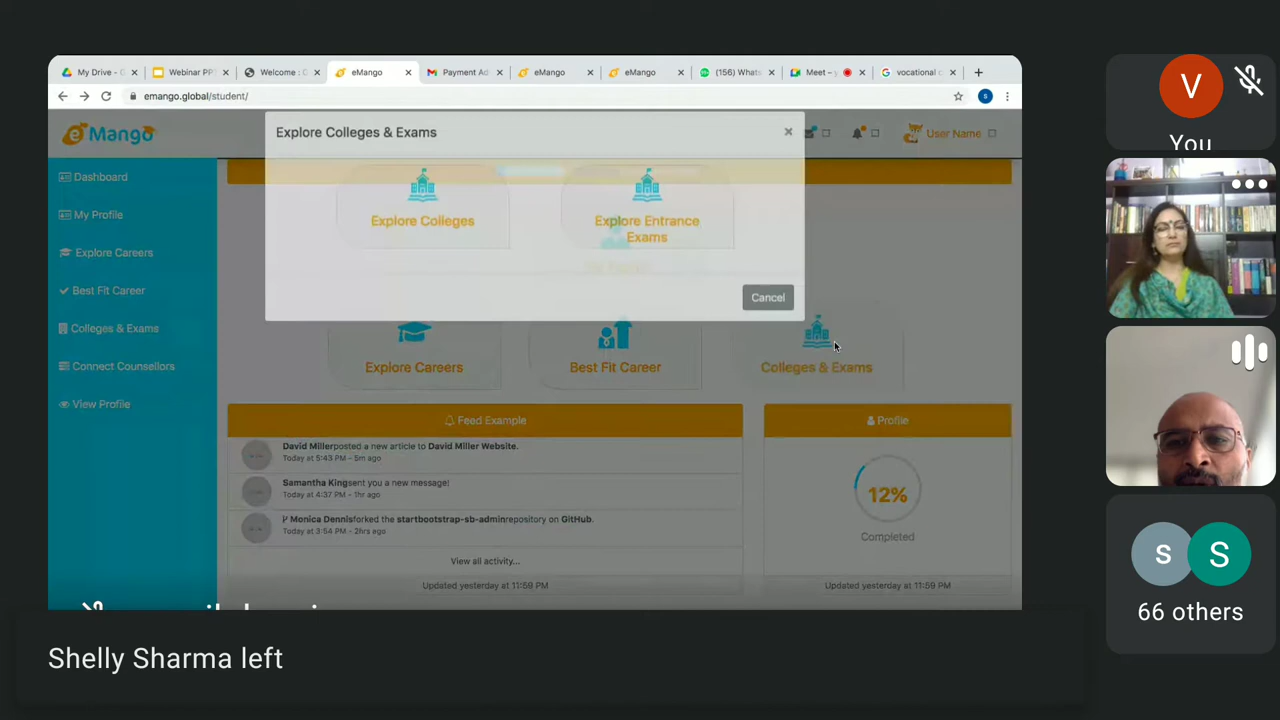 My Drive - G
Webinar PP
Welcome : C
eMango
Payment Ad
eMango
eMango
(156) Whats
Meet – y
vocational c
emango.global/student/
eMango
Explore Colleges & Exams
User Name
Dashboard
My Profile
Explore Careers
Best Fit Career
Colleges & Exams
Connect Counsellors
View Profile
Explore Colleges
Explore Entrance
Exams
Cancel
Explore Careers
Best Fit Career
Colleges & Exams
Feed Example
David Millerposted a new article to David Miller Website.
Today at 5:43 PM - 5m ago
Samantha Kingsent you a new message!
Today at 4:37 PM - 1hr ago
Monica Dennisforked the startbootstrap-sb-adminrepository on GitHub.
Today at 3:54 PM - 2hrs ago
View all activity...
Updated yesterday at 11:59 PM
Profile
12%
Completed
Updated yesterday at 11:59 PM
V
You
s
S
66 others
Shelly Sharma left